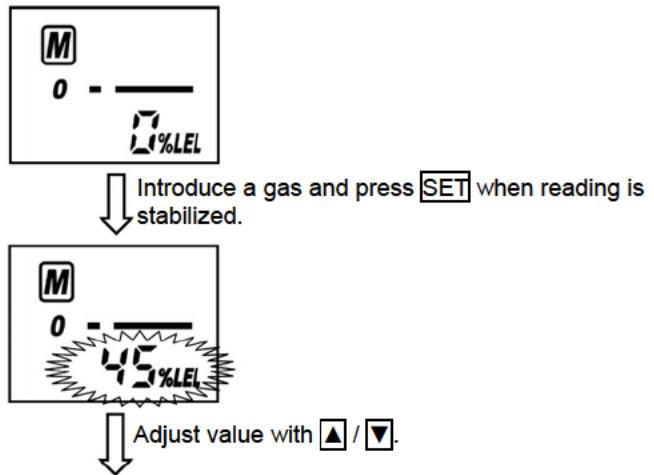 M
0
0%LEL
Introduce a gas and press SET when reading is
stabilized.
M
0
45%LEL
Adjust value with ▲ / ▼.